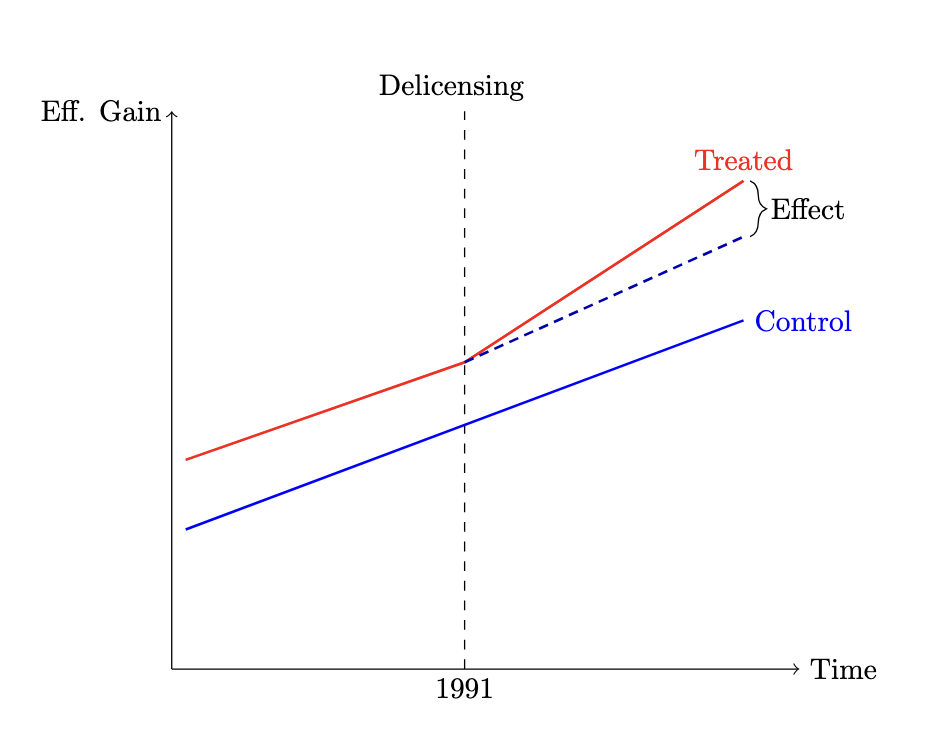 Delicensing
Eff. Gain
Treated
Effect
Control
Time
1991